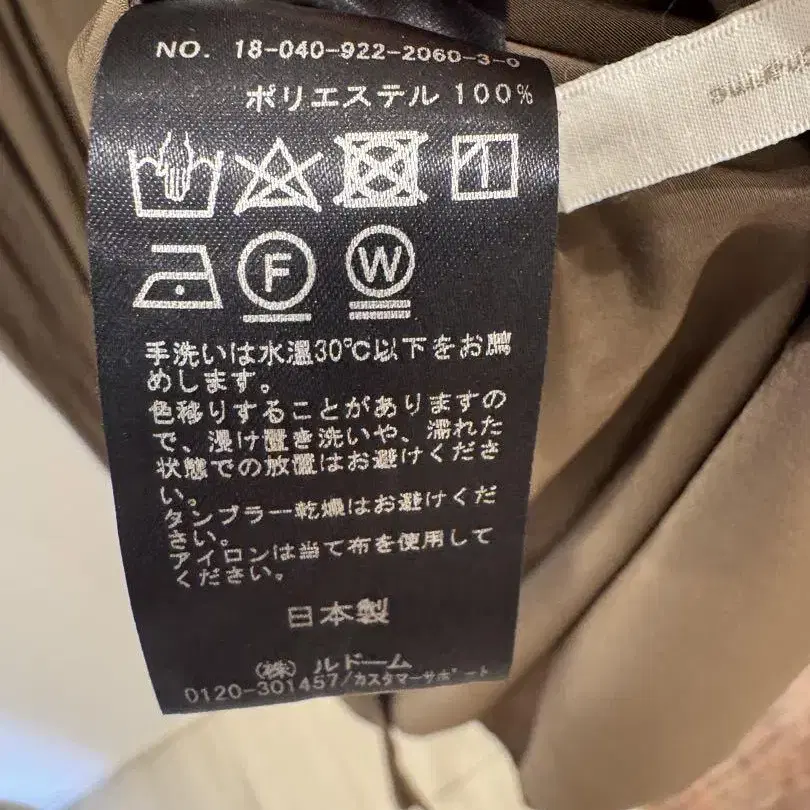 NO. 18-040-922-2060-3-0
ポリエステル 100%
F W
手洗いは水温30℃以下をお薦
めします。
色移りすることがありますの
で、浸け置き洗いや、濡れた
状態での放置はお避けくださ
い。
タンブラー乾燥はお避けくだ
さい。
アイロンは当て布を使用して
ください。
日本製
(株) ルドーム
0120-301457/カスタマーサポート